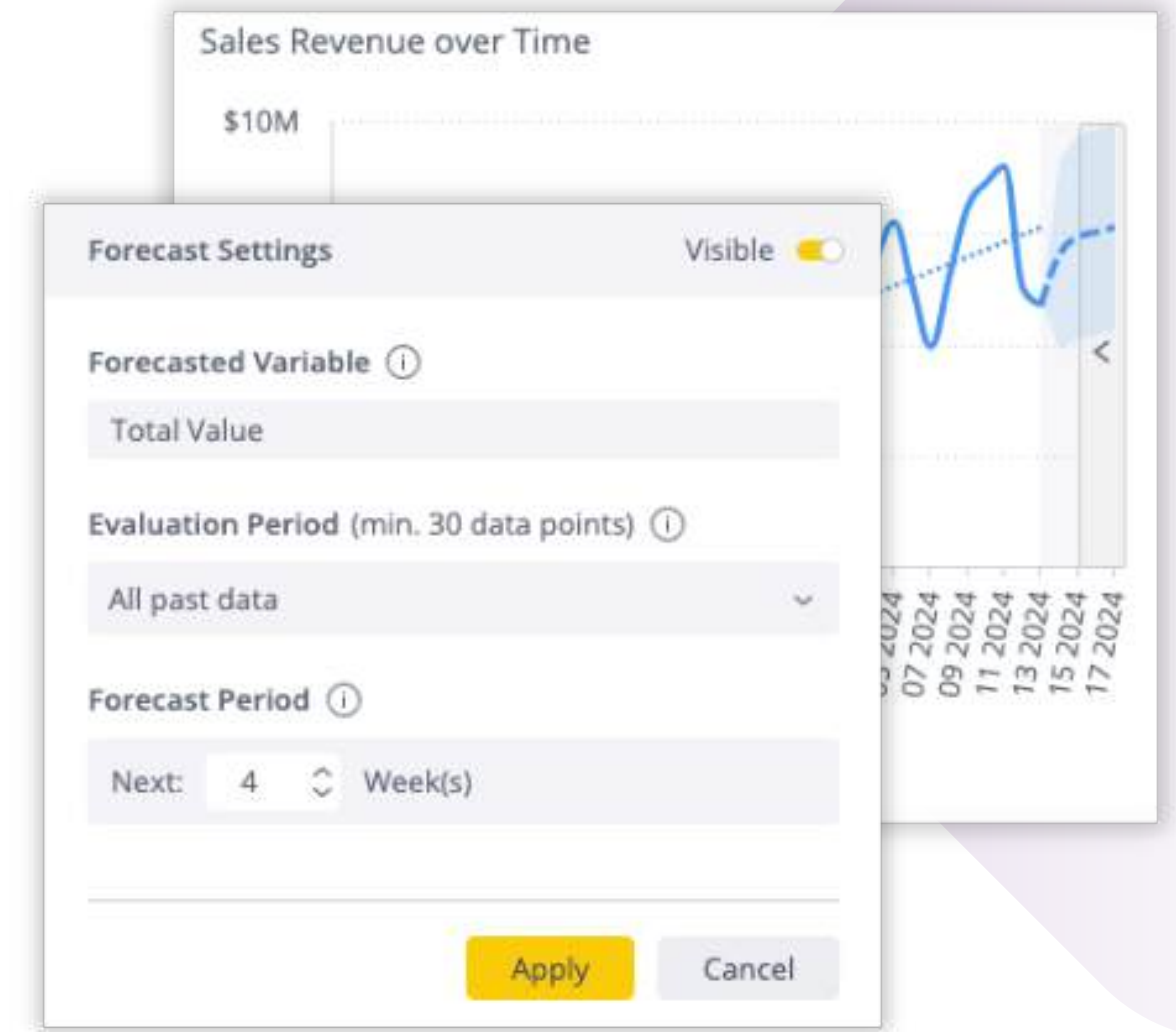 Sales Revenue over Time
$10M
Forecast Settings
Visible
Forecasted Variable
Total Value
Evaluation Period (min. 30 data points)
All past data
Forecast Period
Next: 4 Week(s)
Apply
Cancel
2024
07 2024
09 2024
11 2024
13 2024
15 2024
17 2024